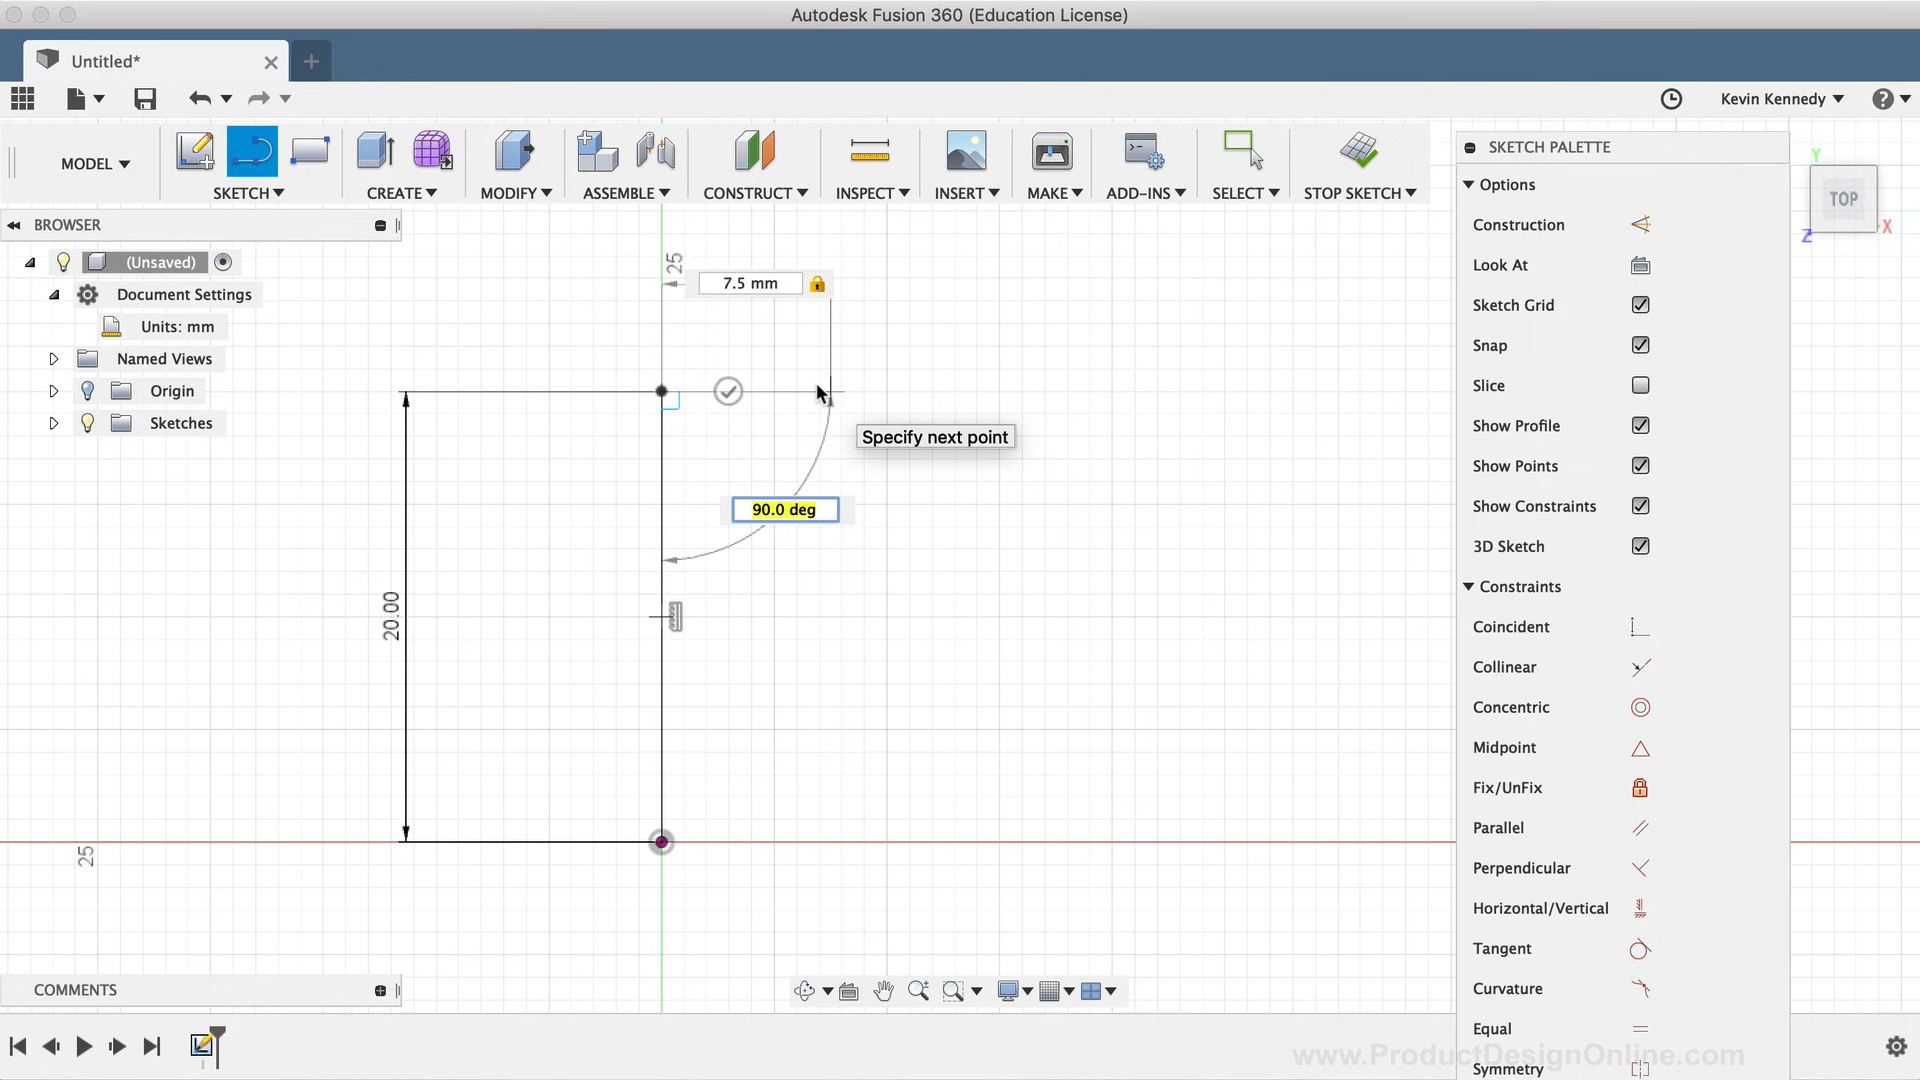 Autodesk Fusion 360 (Education License)
Untitled*
Kevin Kennedy
MODEL
SKETCH
CREATE
MODIFY
ASSEMBLE
CONSTRUCT
INSPECT
INSERT
MAKE
ADD-INS
SELECT
STOP SKETCH
SKETCH PALETTE
Y
TOP
X
Z
BROWSER
(Unsaved)
Document Settings
Units: mm
Named Views
Origin
Sketches
25
7.5 mm
Specify next point
90.0 deg
20.00
25
Options
Construction
Look At
Sketch Grid
Snap
Slice
Show Profile
Show Points
Show Constraints
3D Sketch
Constraints
Coincident
Collinear
Concentric
Midpoint
Fix/UnFix
Parallel
Perpendicular
Horizontal/Vertical
Tangent
Curvature
Equal
Symmetry
COMMENTS
www.ProductDesignOnline.com